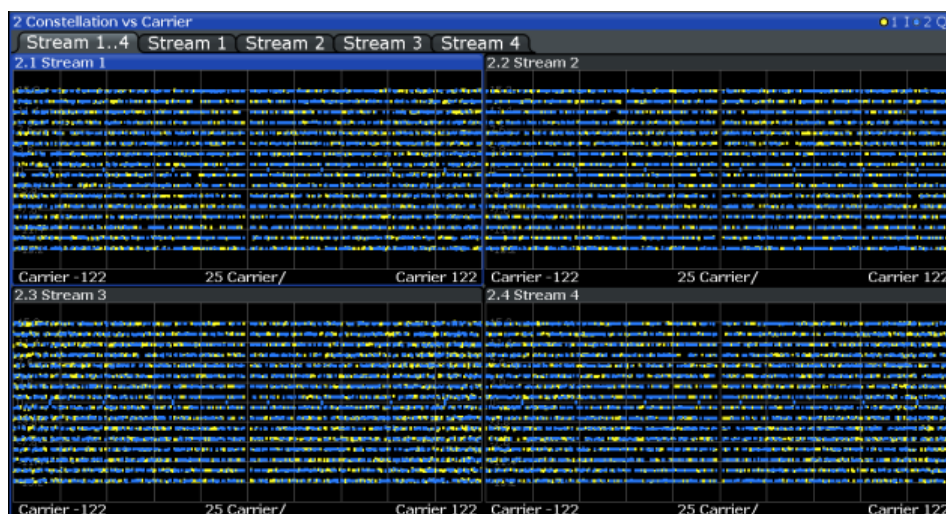 2 Constellation vs Carrier 1 I 2 Q
Stream 1..4 Stream 1 Stream 2 Stream 3 Stream 4
2.1 Stream 1 2.2 Stream 2
Carrier -122 25 Carrier/ Carrier 122 Carrier -122 25 Carrier/ Carrier 122
2.3 Stream 3 2.4 Stream 4
Carrier -122 25 Carrier/ Carrier 122 Carrier -122 25 Carrier/ Carrier 122